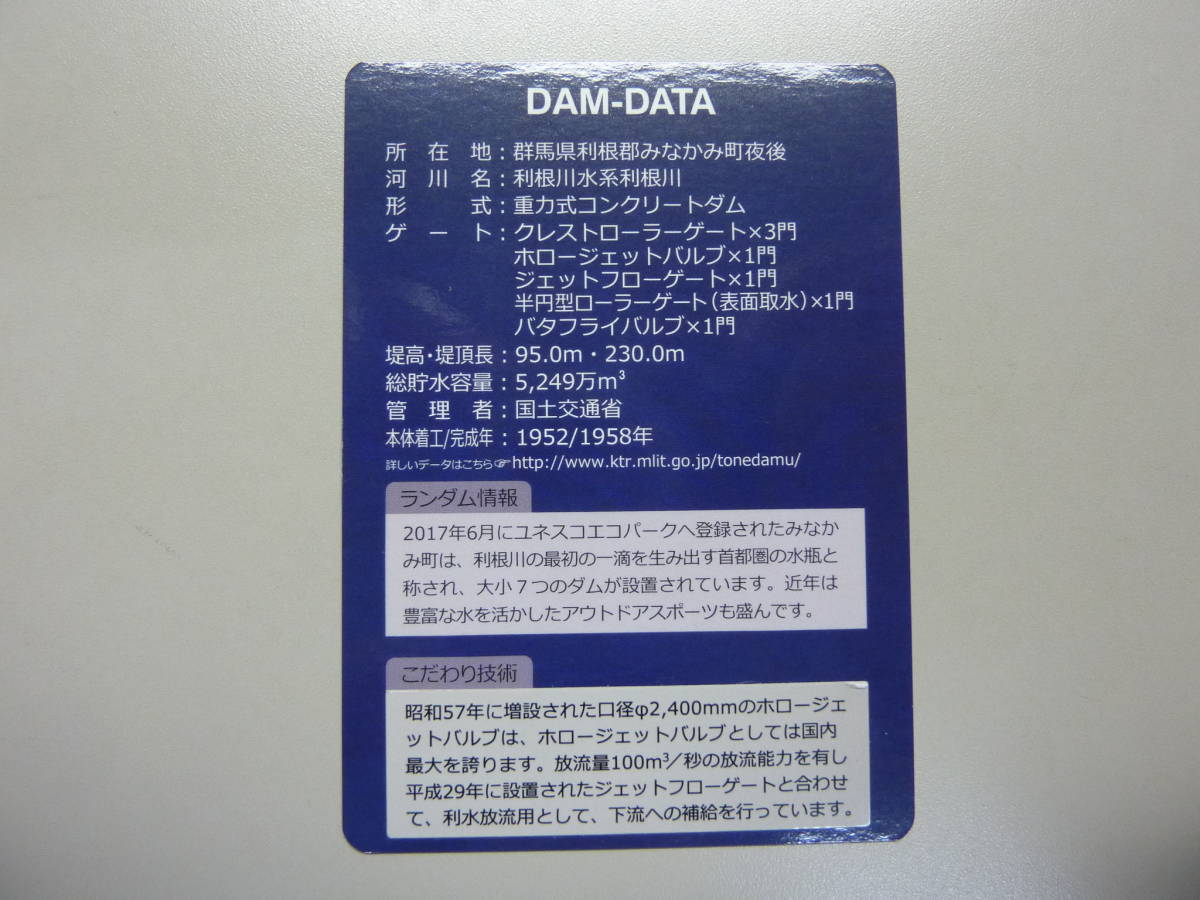 DAM-DATA
所在地：群馬県利根郡みなかみ町夜後
河川名：利根川水系利根川
形式：重力式コンクリートダム
ゲート：クレストローラーゲート×3門
ホロージェットバルブ×1門
ジェットフローゲート×1門
半円型ローラーゲート（表面取水）×1門
バタフライバルブ×1門
堤高・堤頂長：95.0m・230.0m
総貯水容量：5,249万m³
管理者：国土交通省
本体着工/完成年：1952/1958年
詳しいデータはこちら☞http://www.ktr.mlit.go.jp/tonedamu/
ランダム情報
2017年6月にユネスコエコパークへ登録されたみなか
み町は、利根川の最初の一滴を生み出す首都圏の水瓶と
称され、大小７つのダムが設置されています。近年は
豊富な水を活かしたアウトドアスポーツも盛んです。
こだわり技術
昭和57年に増設された口径φ2,400mmのホロージェ
ットバルブは、ホロージェットバルブとしては国内
最大を誇ります。放流量100m³／秒の放流能力を有し
平成29年に設置されたジェットフローゲートと合わせ
て、利水放流用として、下流への補給を行っています。